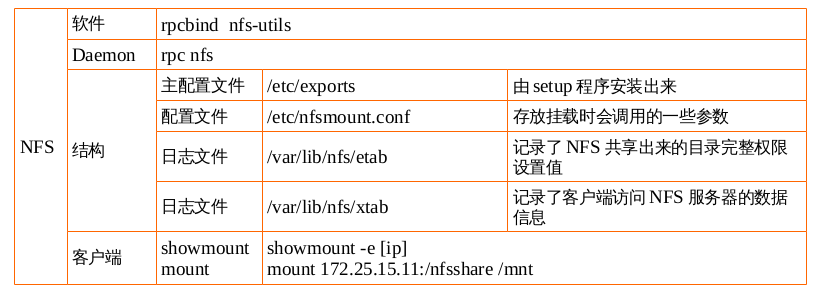 NFS
软件
rpcbind  nfs-utils
Daemon
rpc nfs
结构
主配置文件
/etc/exports
由 setup 程序安装出来
配置文件
/etc/nfsmount.conf
存放挂载时会调用的一些参数
日志文件
/var/lib/nfs/etab
记录了 NFS 共享出来的目录完整权限
设置值
日志文件
/var/lib/nfs/xtab
记录了客户端访问 NFS 服务器的数据
信息
客户端
showmount
mount
showmount -e [ip]
mount 172.25.15.11:/nfsshare /mnt